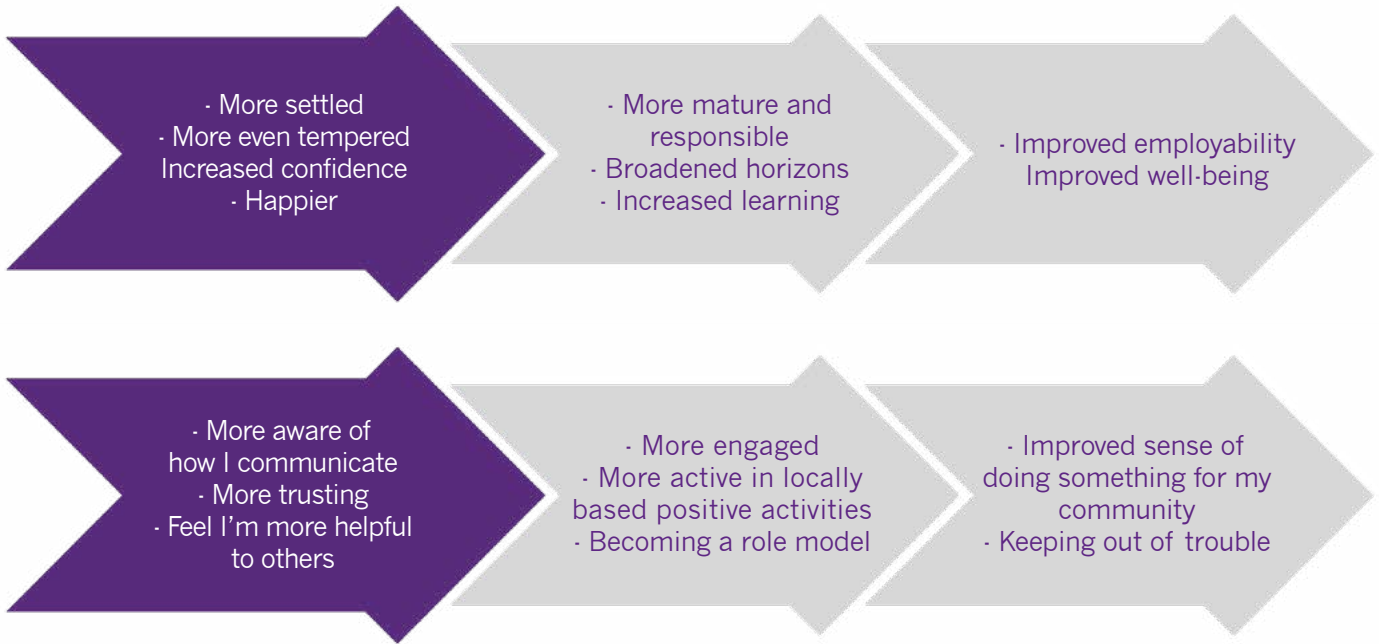 · More settled
· More even tempered
Increased confidence
· Happier
· More mature and
responsible
· Broadened horizons
· Increased learning
· Improved employability
Improved well-being
· More aware of
how I communicate
· More trusting
· Feel I’m more helpful
to others
· More engaged
· More active in locally
based positive activities
· Becoming a role model
· Improved sense of
doing something for my
community
· Keeping out of trouble